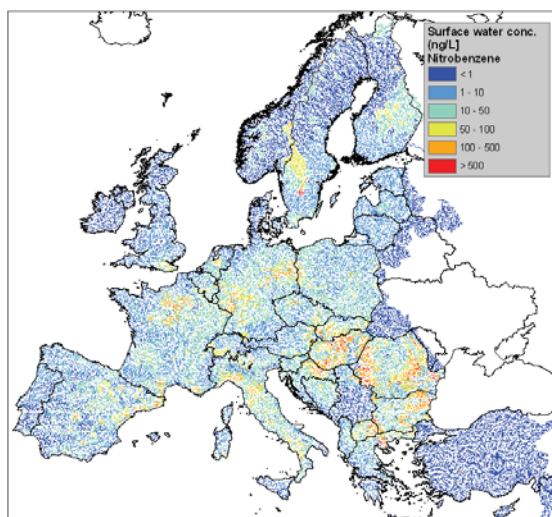 Surface water conc.
(ng/L]
Nitrobenzene
< 1
1 - 10
10 - 50
50 - 100
100 - 500
> 500